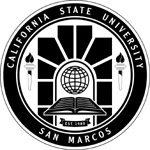 CALIFORNIA STATE UNIVERSITY
EST 1989
SAN MARCOS